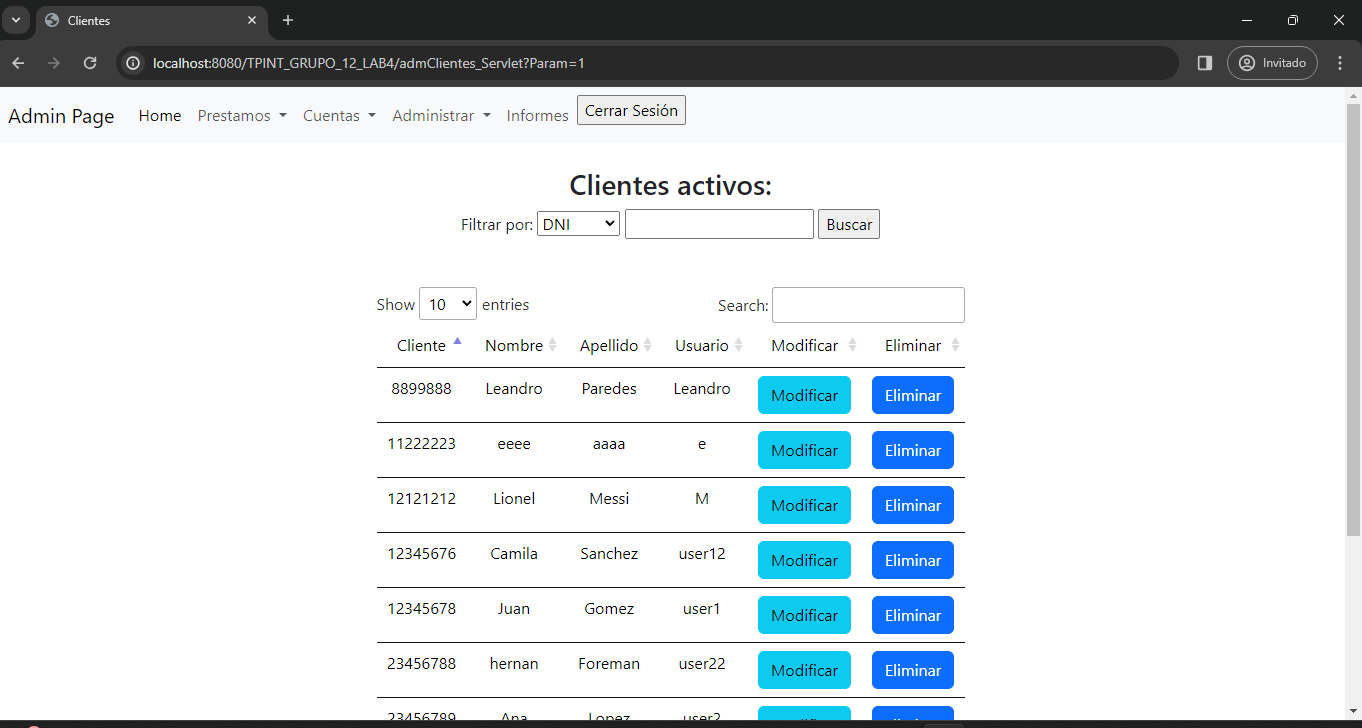 Clientes
localhost:8080/TPINT_GRUPO_12_LAB4/admClientes_Servlet?Param=1
Invitado
Admin Page Home Prestamos Cuentas Administrar Informes Cerrar Sesión
Clientes activos:
Filtrar por: DNI Buscar
Show 10 entries Search:
Cliente Nombre Apellido Usuario Modificar Eliminar
8899888 Leandro Paredes Leandro Modificar Eliminar
11222223 eeee aaaa e Modificar Eliminar
12121212 Lionel Messi M Modificar Eliminar
12345676 Camila Sanchez user12 Modificar Eliminar
12345678 Juan Gomez user1 Modificar Eliminar
23456788 hernan Foreman user22 Modificar Eliminar
23456789 Ana Lopez user2 Modificar Eliminar